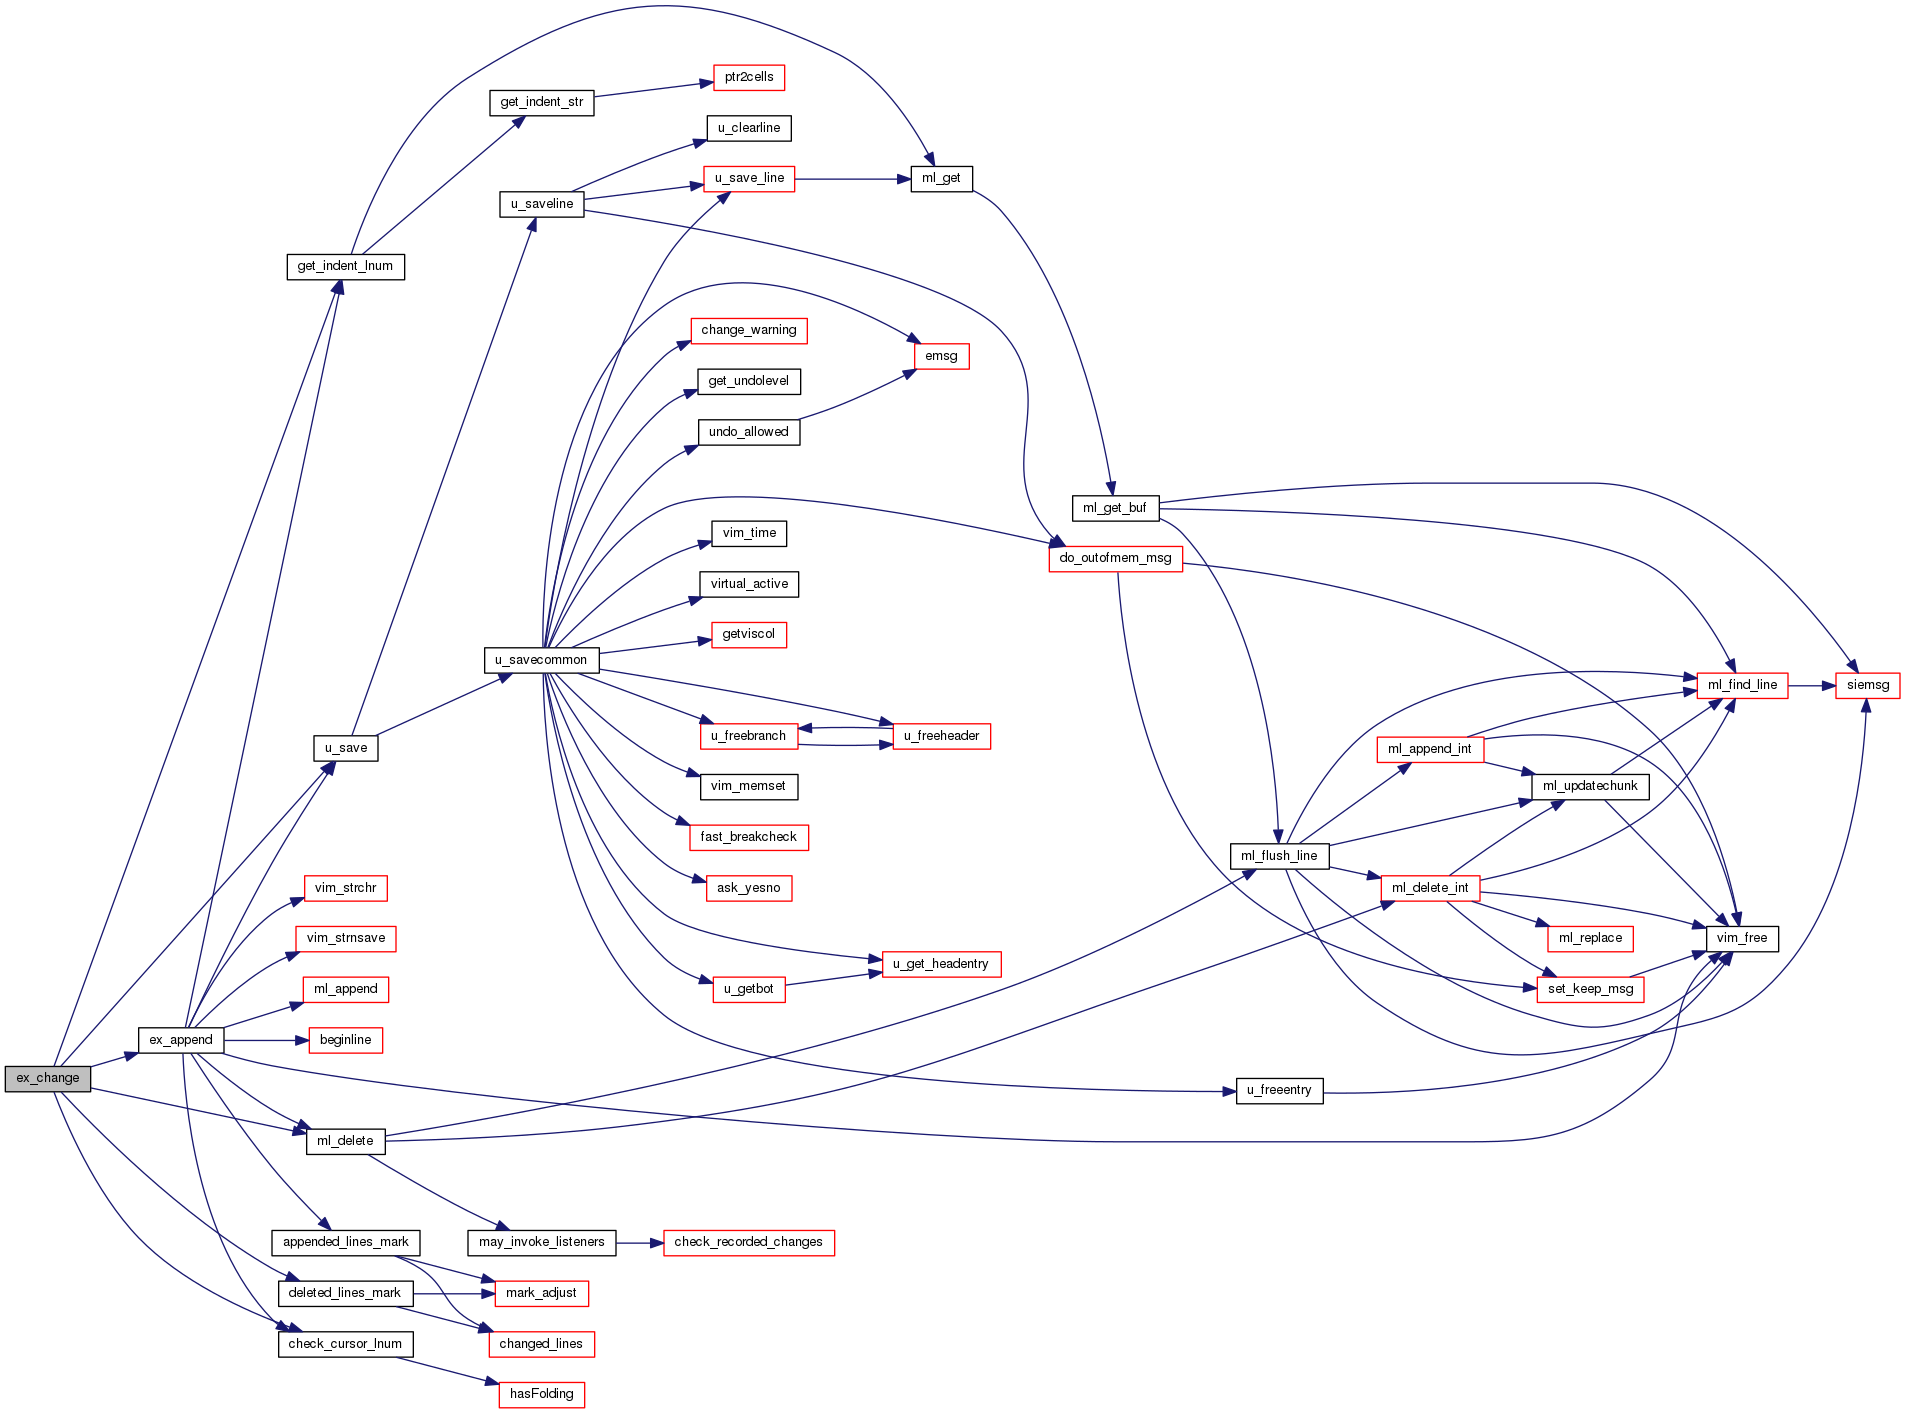 ptr2cells
get_indent_str
u_clearline
u_save_line
ml_get
u_saveline
get_indent_lnum
change_warning
emsg
get_undolevel
undo_allowed
ml_get_buf
vim_time
do_outofmem_msg
virtual_active
getviscol
u_savecommon
ml_find_line
siemsg
u_freebranch
u_freeheader
u_save
ml_append_int
vim_memset
ml_updatechunk
fast_breakcheck
ml_flush_line
vim_strchr
ask_yesno
ml_delete_int
vim_strnsave
ml_replace
vim_free
u_get_headentry
ml_append
u_getbot
set_keep_msg
ex_append
beginline
ex_change
u_freeentry
ml_delete
appended_lines_mark
may_invoke_listeners
check_recorded_changes
deleted_lines_mark
mark_adjust
check_cursor_lnum
changed_lines
hasFolding